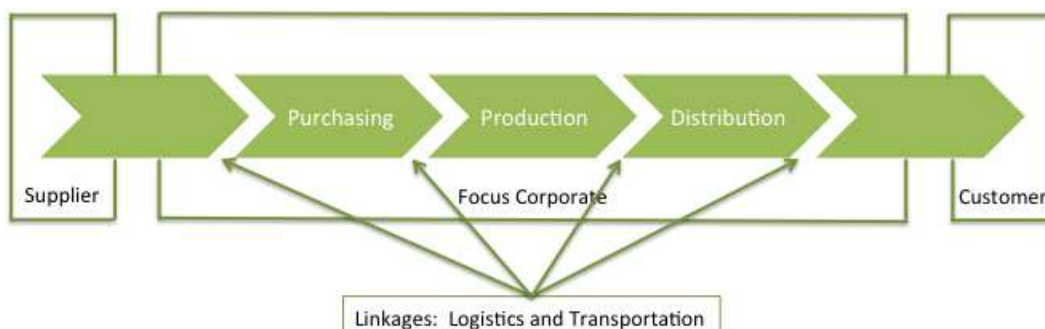 Purchasing
Production
Distribution
Supplier
Focus Corporate
Customer
Linkages: Logistics and Transportation